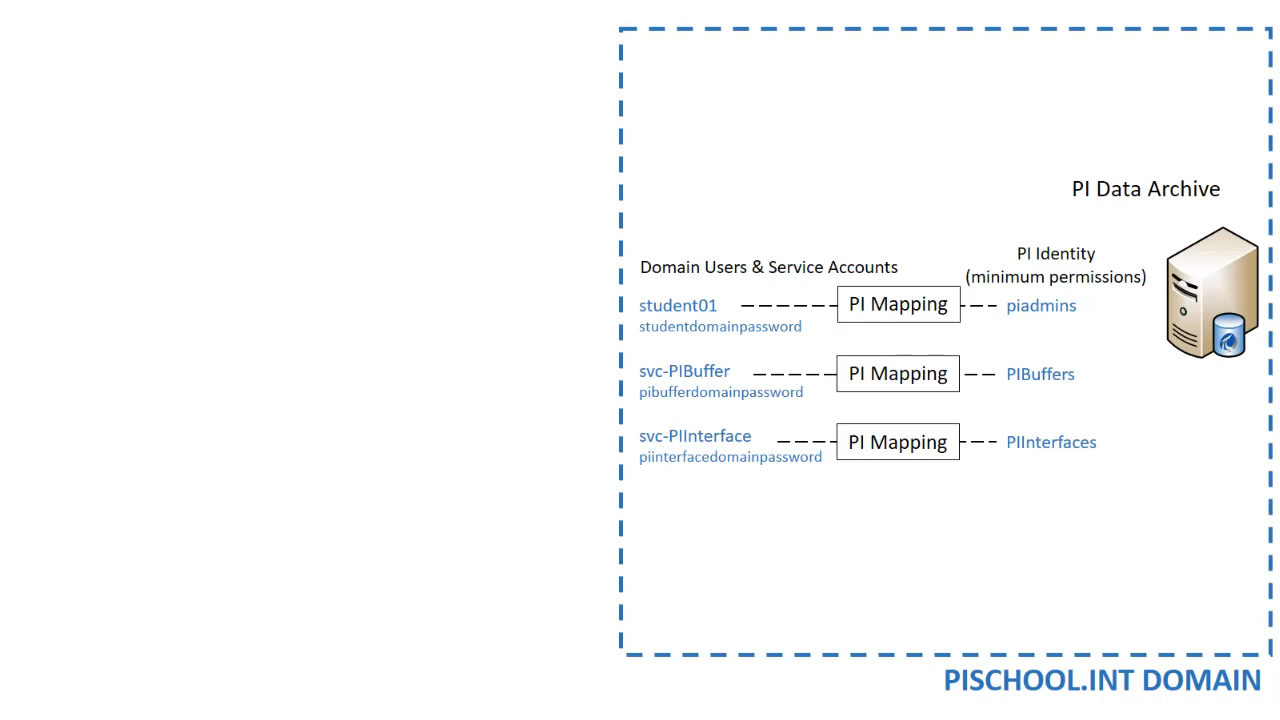 PI Data Archive
PI Identity
(minimum permissions)
Domain Users & Service Accounts
student01
studentdomainpassword
PI Mapping
piadmins
svc-PIBuffer
pibufferdomainpassword
PI Mapping
PIBuffers
svc-PIInterface
piinterfacedomainpassword
PI Mapping
PIInterfaces
PISCHOOL.INT DOMAIN